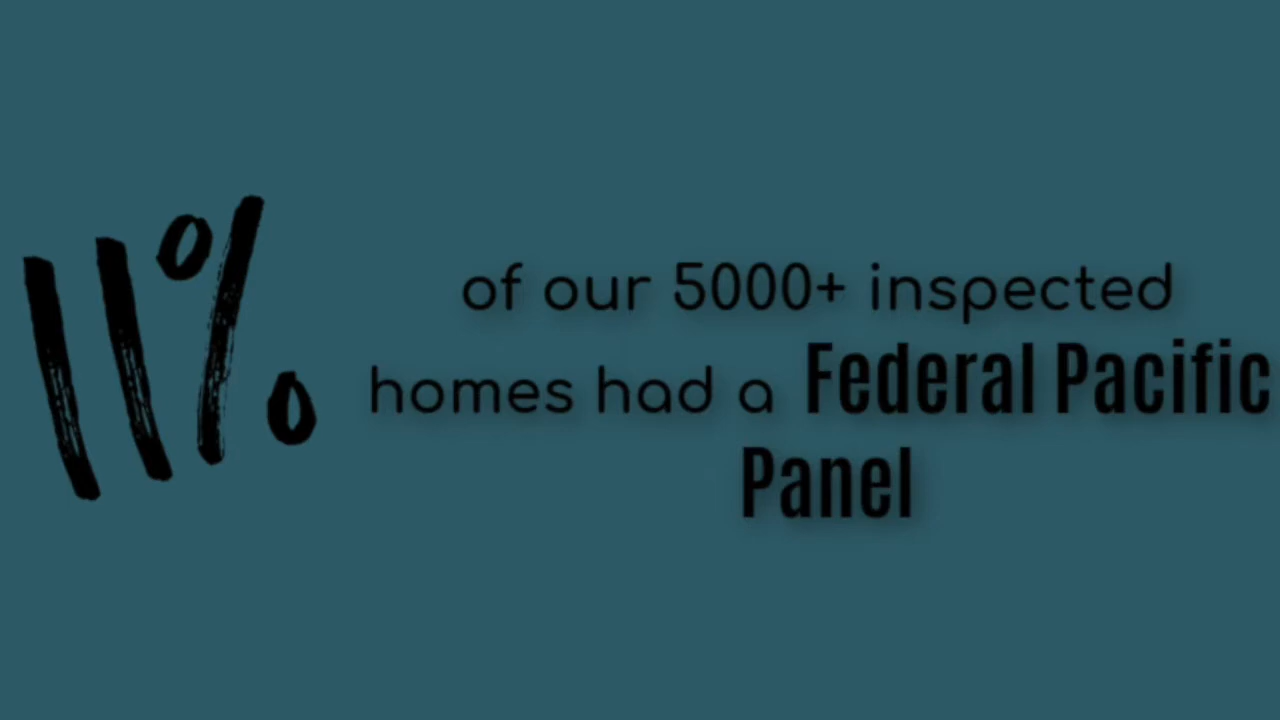 11%
of our 5000+ inspected
homes had a Federal Pacific
Panel